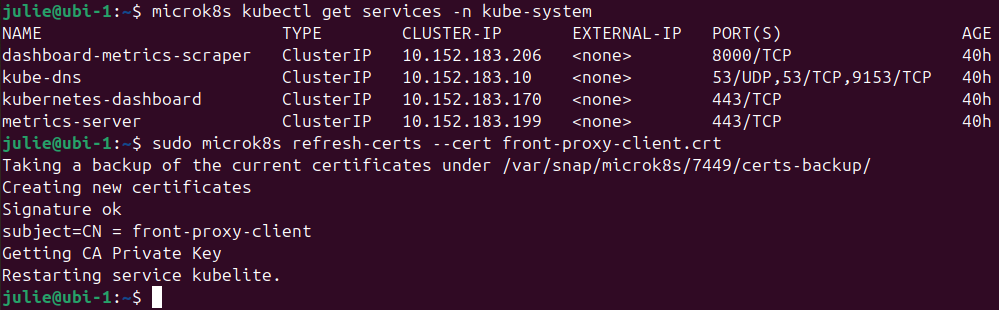 julie@ubi-1:~$ microk8s kubectl get services -n kube-system
NAME                        TYPE        CLUSTER-IP       EXTERNAL-IP   PORT(S)                  AGE
dashboard-metrics-scraper   ClusterIP   10.152.183.206   <none>        8000/TCP                 40h
kube-dns                    ClusterIP   10.152.183.10    <none>        53/UDP,53/TCP,9153/TCP   40h
kubernetes-dashboard        ClusterIP   10.152.183.170   <none>        443/TCP                  40h
metrics-server              ClusterIP   10.152.183.199   <none>        443/TCP                  40h
julie@ubi-1:~$ sudo microk8s refresh-certs --cert front-proxy-client.crt
Taking a backup of the current certificates under /var/snap/microk8s/7449/certs-backup/
Creating new certificates
Signature ok
subject=CN = front-proxy-client
Getting CA Private Key
Restarting service kubelite.
julie@ubi-1:~$